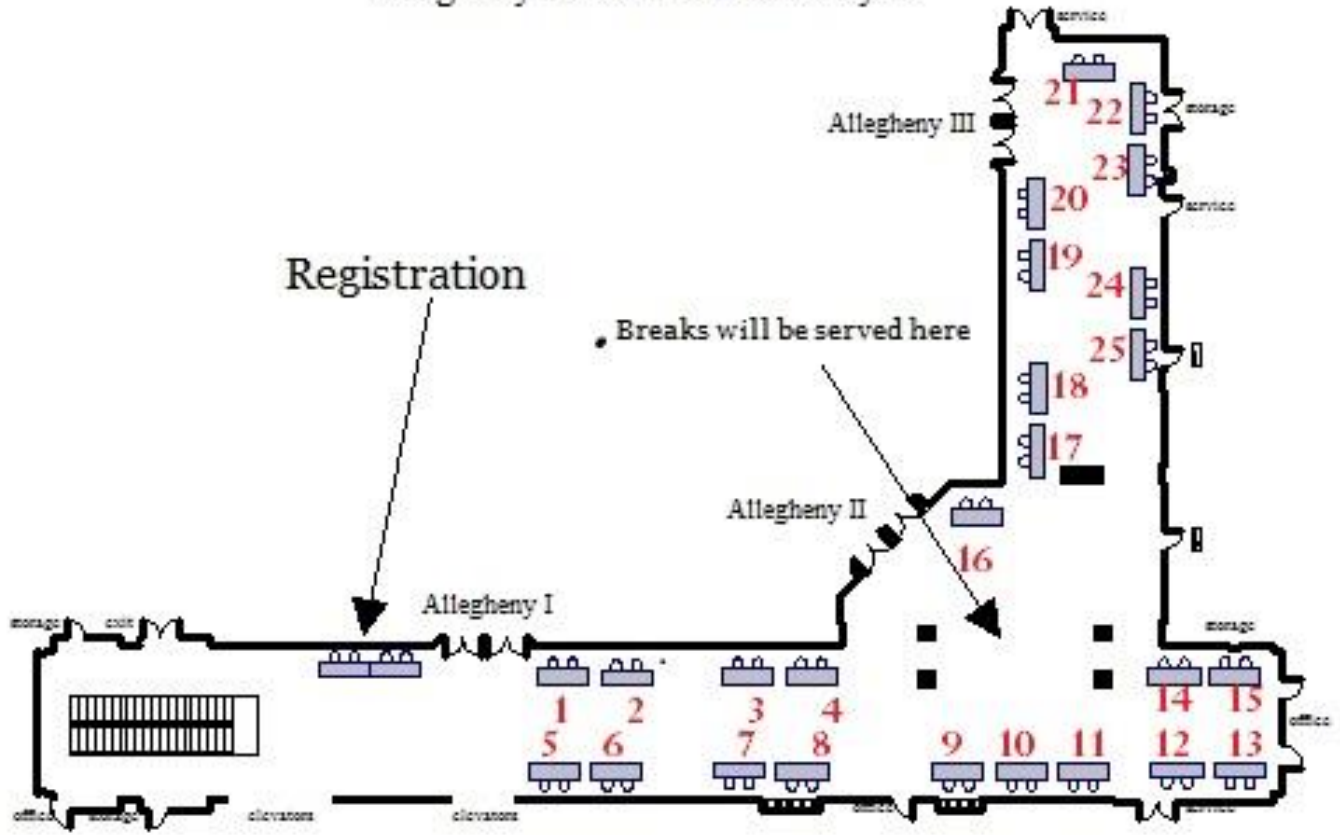 service
21
22
storage
Allegheny III
23
20
service
19
Registration
24
Breaks will be served here
25
18
17
Allegheny II
16
Allegheny I
storage
exit
storage
1
2
3
4
14
15
office
5
6
7
8
9
10
11
12
13
office
storage
elevators
elevators
office
service